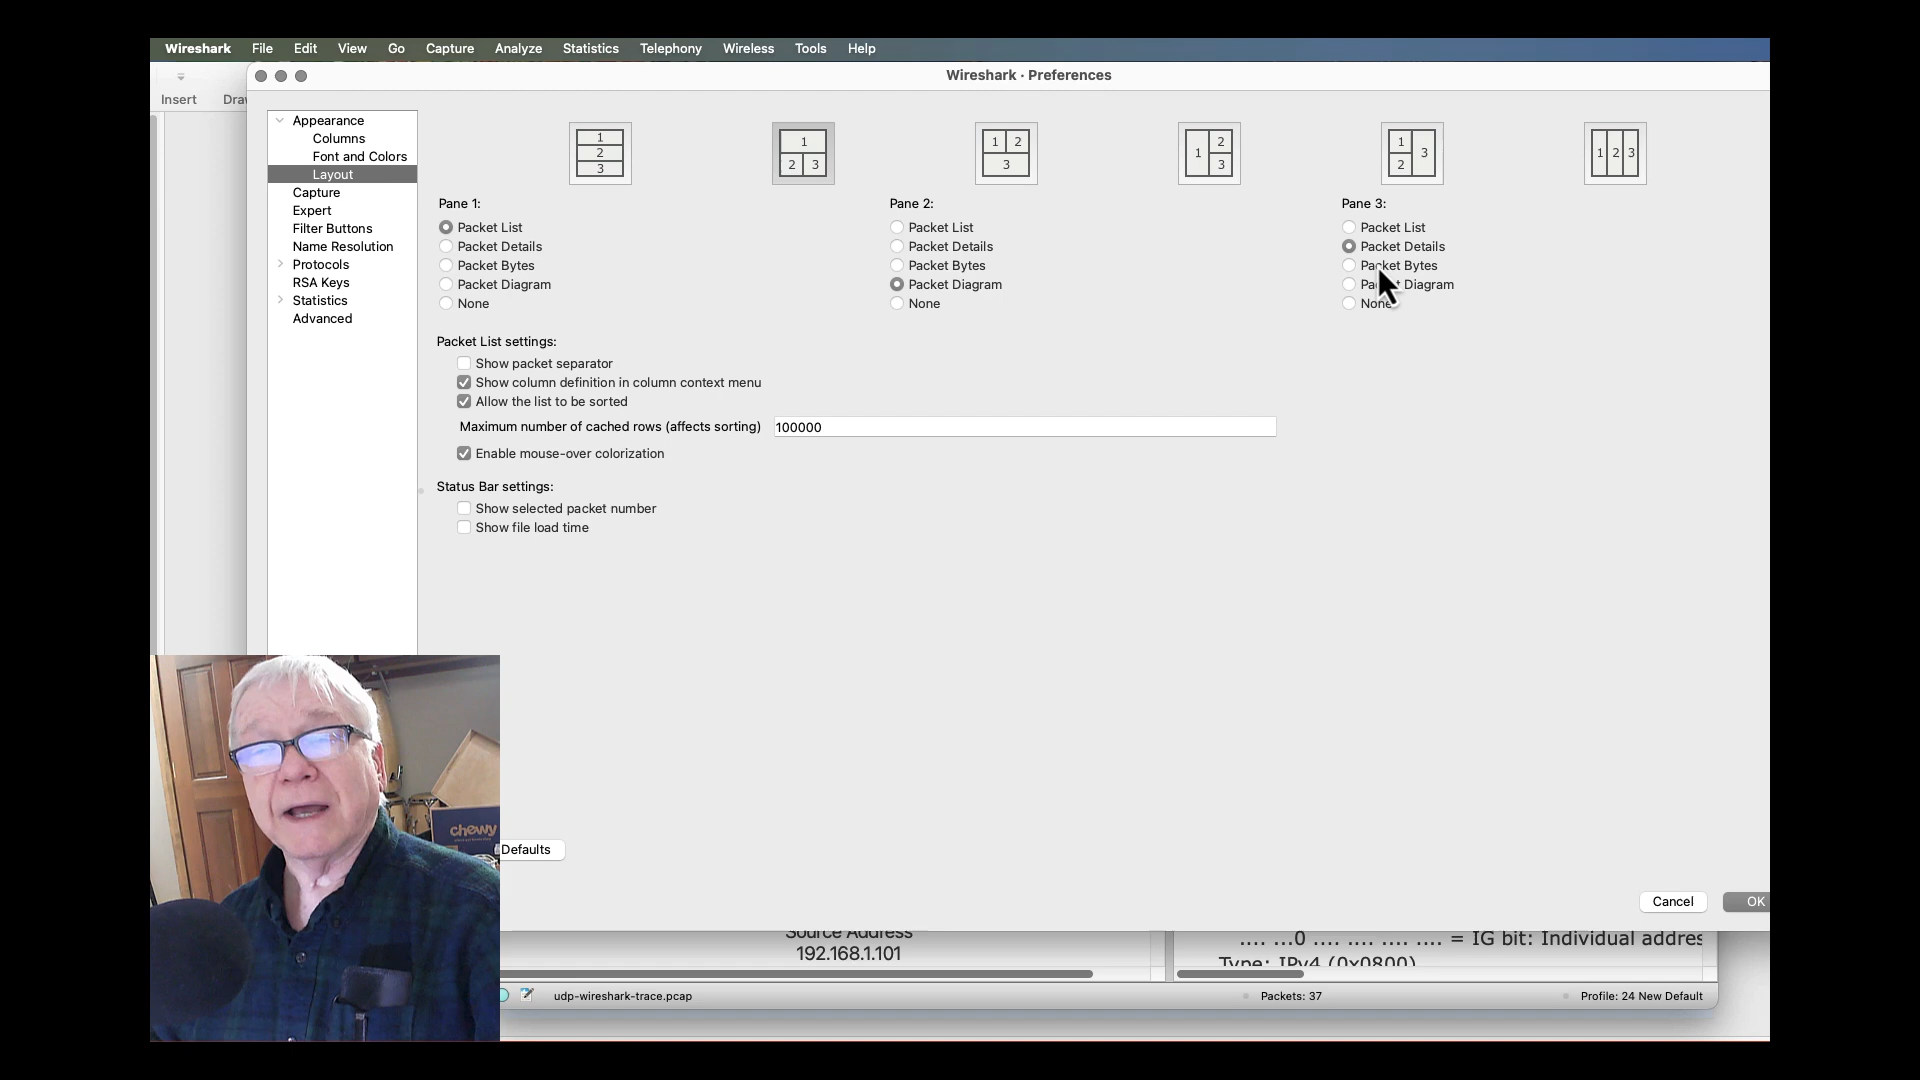 Wireshark File Edit View Go Capture Analyze Statistics Telephony Wireless Tools Help
Wireshark · Preferences
Insert
Appearance
Columns
Font and Colors
Layout
Capture
Expert
Filter Buttons
Name Resolution
Protocols
RSA Keys
Statistics
Advanced
1 2 3
1 2 3
1 2 3
1 2 3
1 2 3
1 2 3
Pane 1:
Packet List
Packet Details
Packet Bytes
Packet Diagram
None
Pane 2:
Packet List
Packet Details
Packet Bytes
Packet Diagram
None
Pane 3:
Packet List
Packet Details
Packet Bytes
Diagram
None
Packet List settings:
Show packet separator
Show column definition in column context menu
Allow the list to be sorted
Maximum number of cached rows (affects sorting) 100000
Enable mouse-over colorization
Status Bar settings:
Show selected packet number
Show file load time
chewy
Defaults
Cancel OK
Source Address
192.168.1.101
.... ...0 .... .... .... .... = IG bit: Individual addres
Type: IPv4 (0x0800)
udp-wireshark-trace.pcap
Packets: 37
Profile: 24 New Default